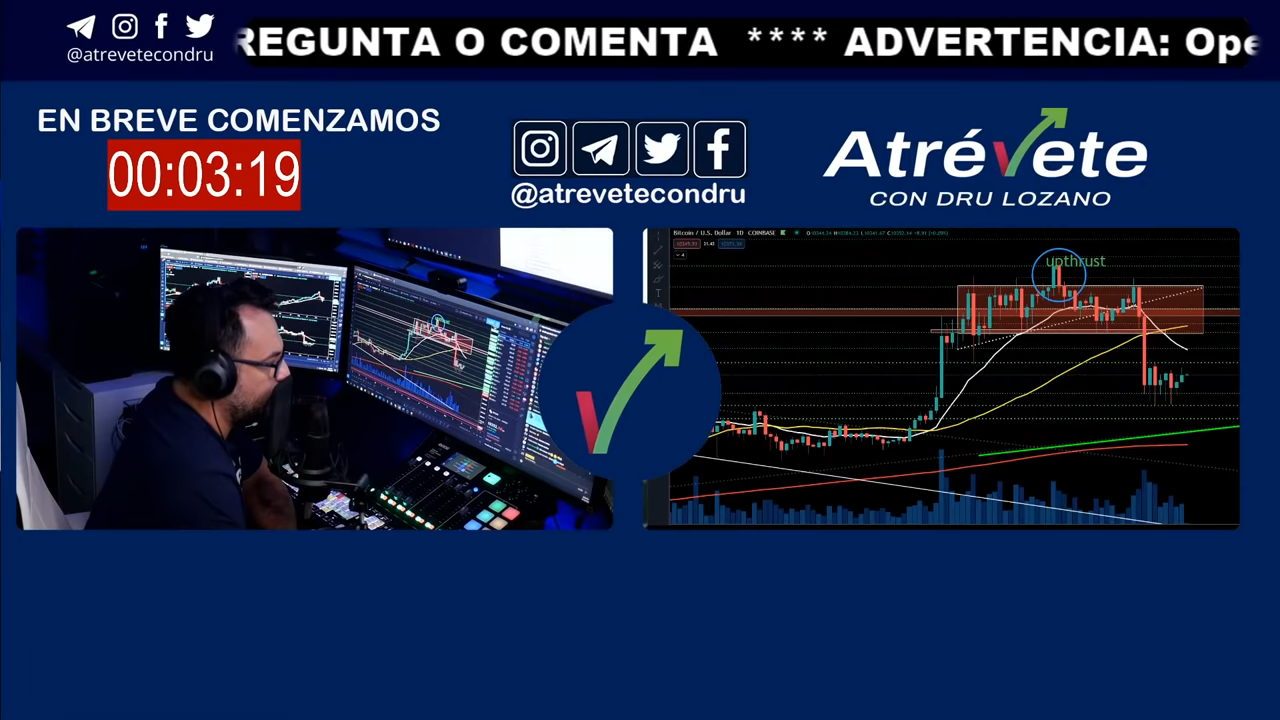 @atrevetecondru
REGUNTA O COMENTA **** ADVERTENCIA: Ope
EN BREVE COMENZAMOS
00:03:19
@atrevetecondru
Atrévete
CON DRU LOZANO
Bitcoin / U.S. Dollar 1D COINBASE
upthrust